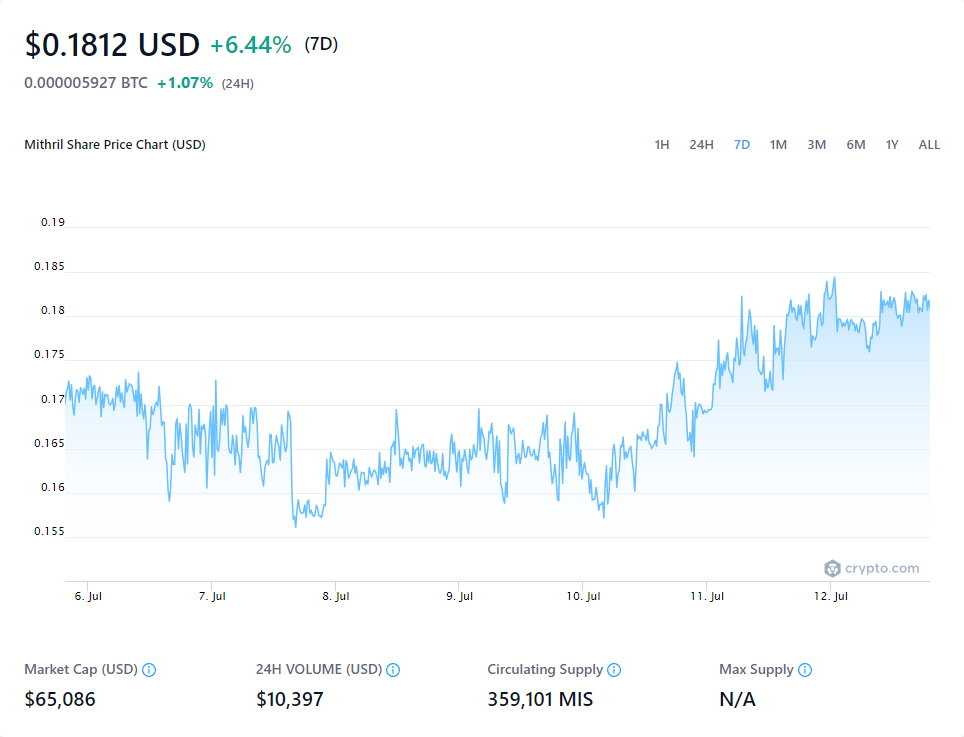 $0.1812 USD +6.44% (7D)
0.000005927 BTC +1.07% (24H)
Mithril Share Price Chart (USD) 1H 24H 7D 1M 3M 6M 1Y ALL
0.19
0.185
0.18
0.175
0.17
0.165
0.16
0.155
crypto.com
6. Jul 7. Jul 8. Jul 9. Jul 10. Jul 11. Jul 12. Jul
Market Cap (USD) 24H VOLUME (USD) Circulating Supply Max Supply
$65,086 $10,397 359,101 MIS N/A